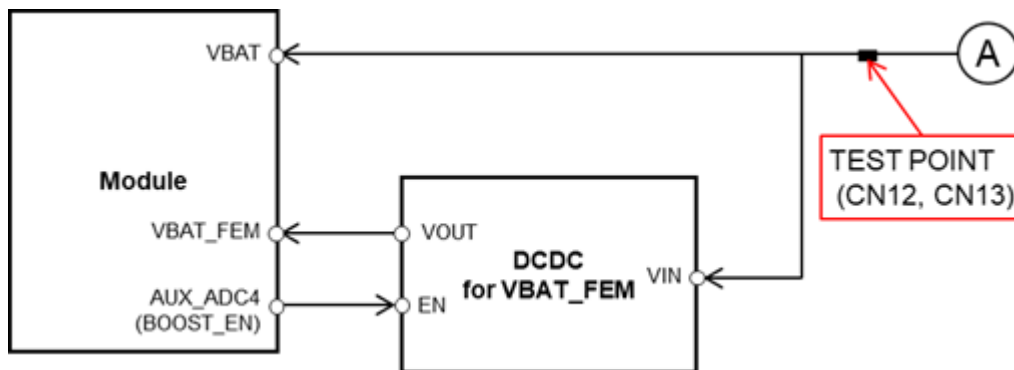 VBAT
A
TEST POINT
(CN12, CN13)
Module
VBAT_FEM
VOUT
DCDC
for VBAT_FEM
VIN
AUX_ADC4
(BOOST_EN)
EN